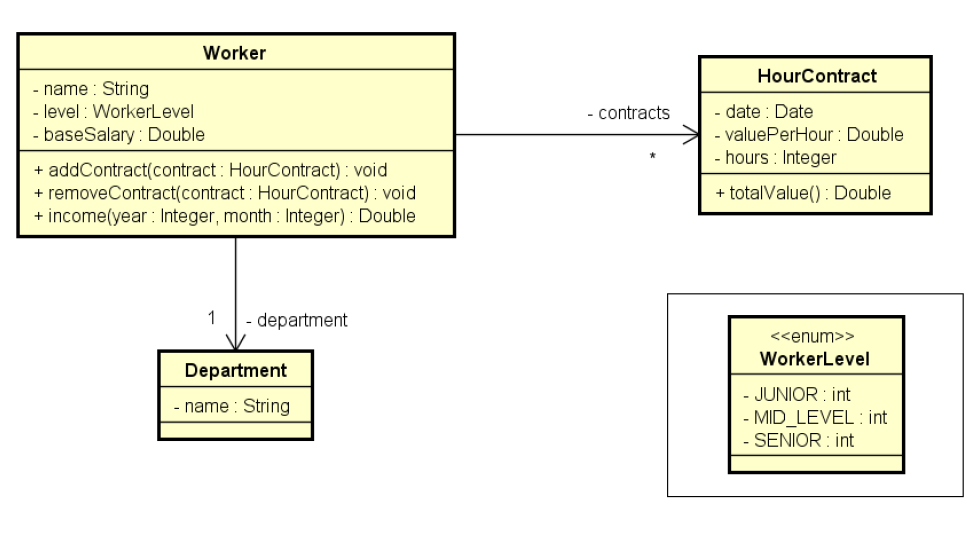 Worker
- name : String
- level : WorkerLevel
- baseSalary : Double
+ addContract(contract : HourContract) : void
+ removeContract(contract : HourContract) : void
+ income(year : Integer, month : Integer) : Double
- contracts
*
HourContract
- date : Date
- valuePerHour : Double
- hours : Integer
+ totalValue() : Double
1
- department
Department
- name : String
<<enum>>
WorkerLevel
- JUNIOR : int
- MID_LEVEL : int
- SENIOR : int